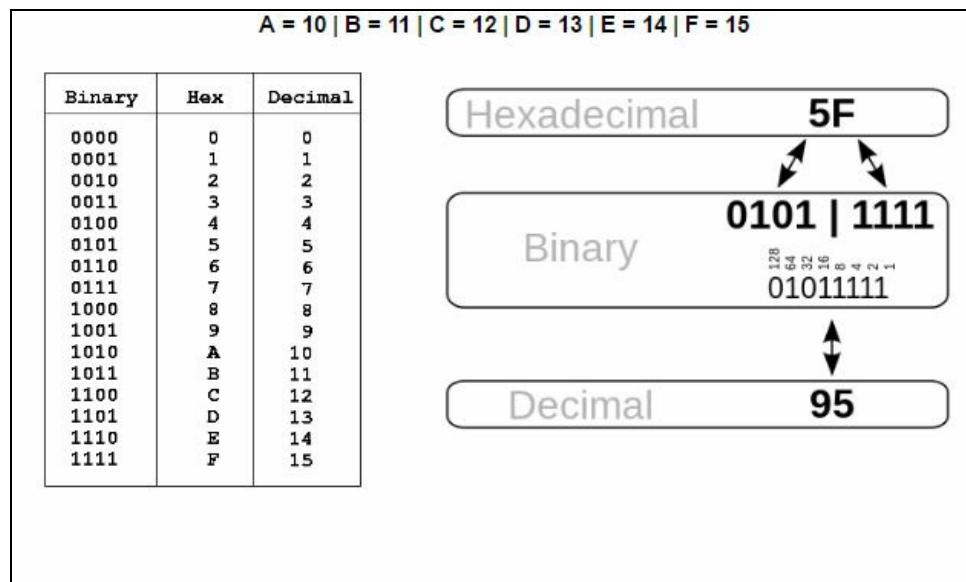 A = 10 | B = 11 | C = 12 | D = 13 | E = 14 | F = 15
Binary Hex Decimal
0000 0 0
0001 1 1
0010 2 2
0011 3 3
0100 4 4
0101 5 5
0110 6 6
0111 7 7
1000 8 8
1001 9 9
1010 A 10
1011 B 11
1100 C 12
1101 D 13
1110 E 14
1111 F 15
Hexadecimal 5F
0101 | 1111
Binary
128 64 32 16 8 4 2 1
01011111
Decimal 95